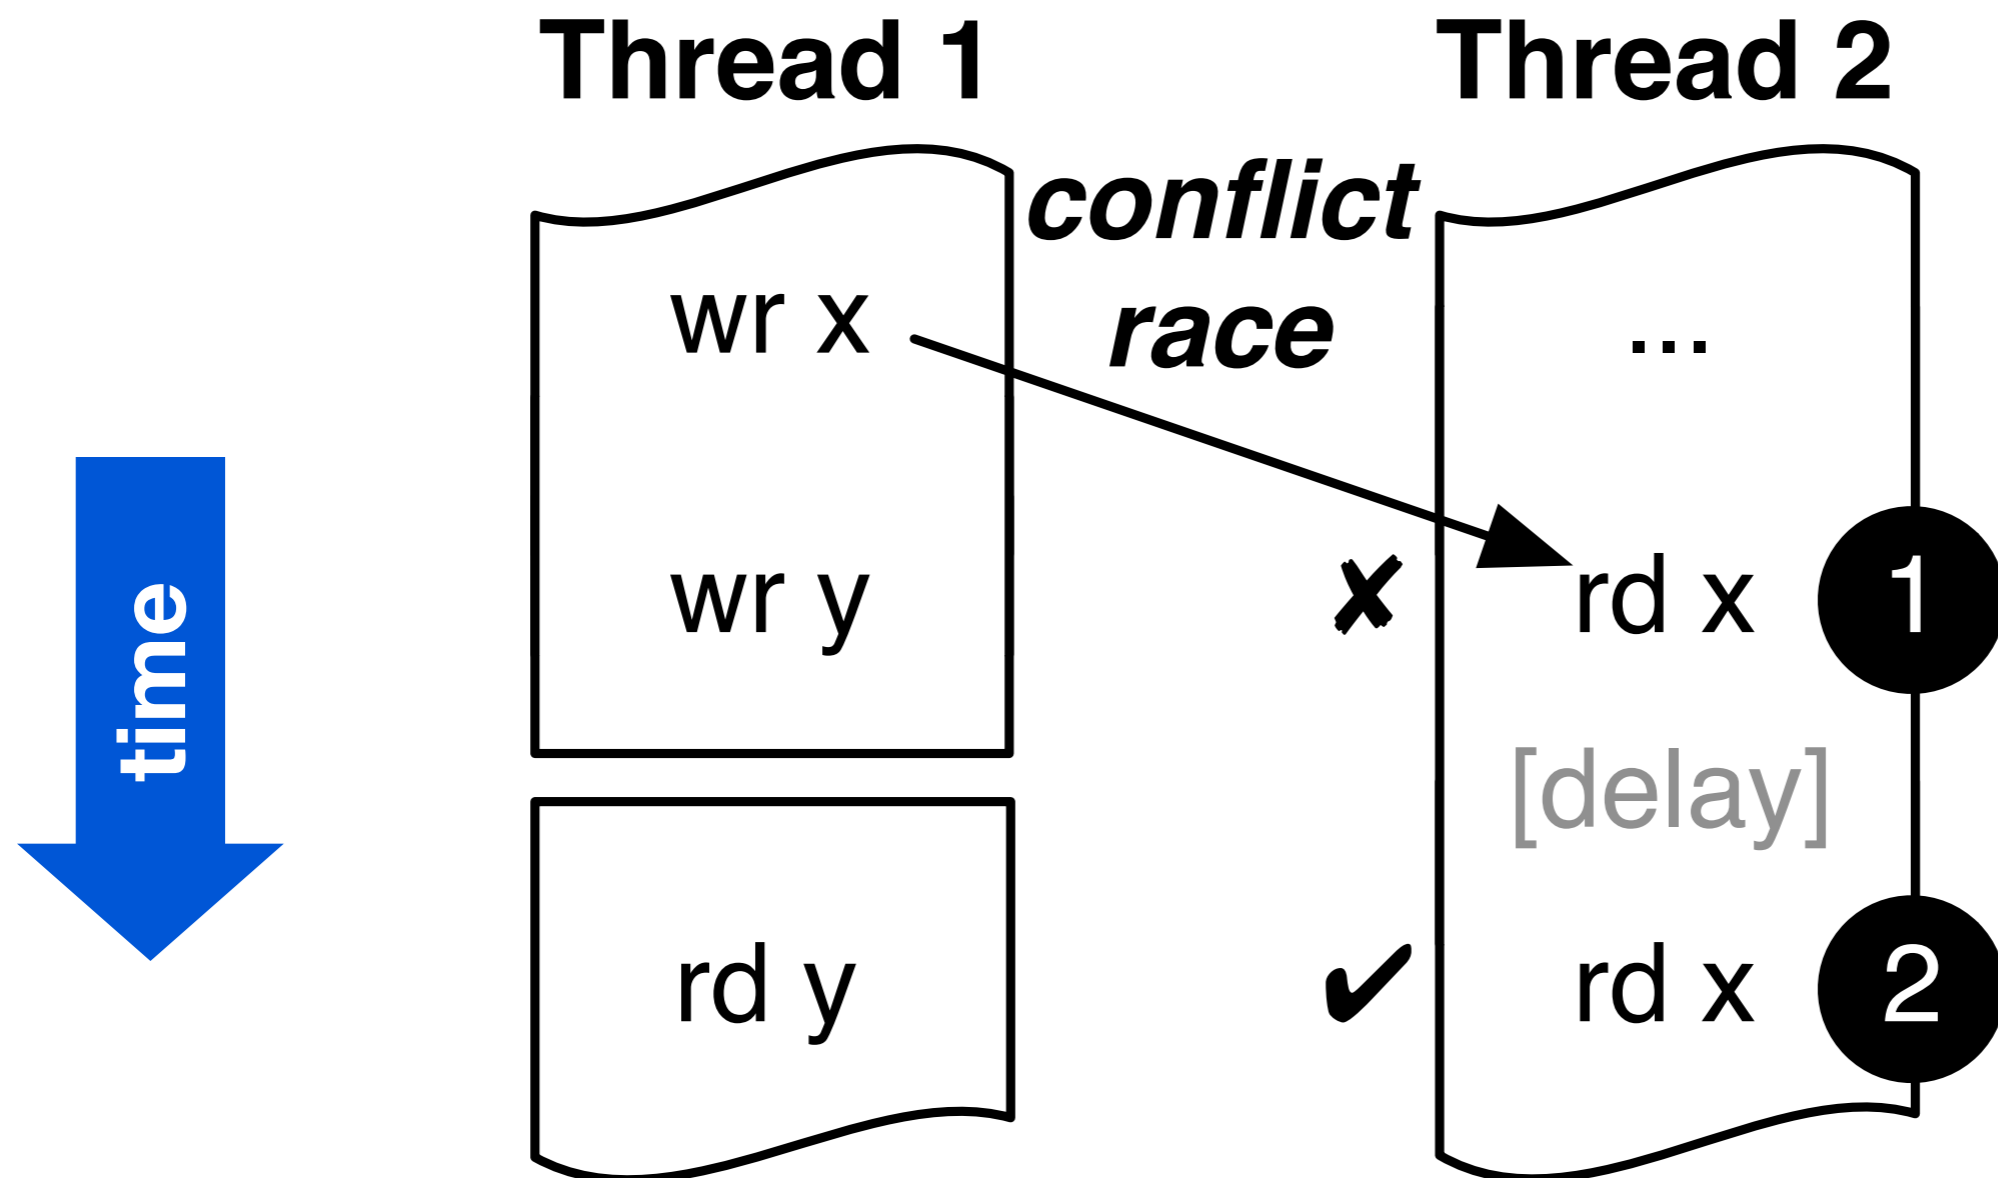 Thread 1
Thread 2
conflict
race
wr x
...
wr y
✘
rd x
1
time
[delay]
rd y
✔
rd x
2